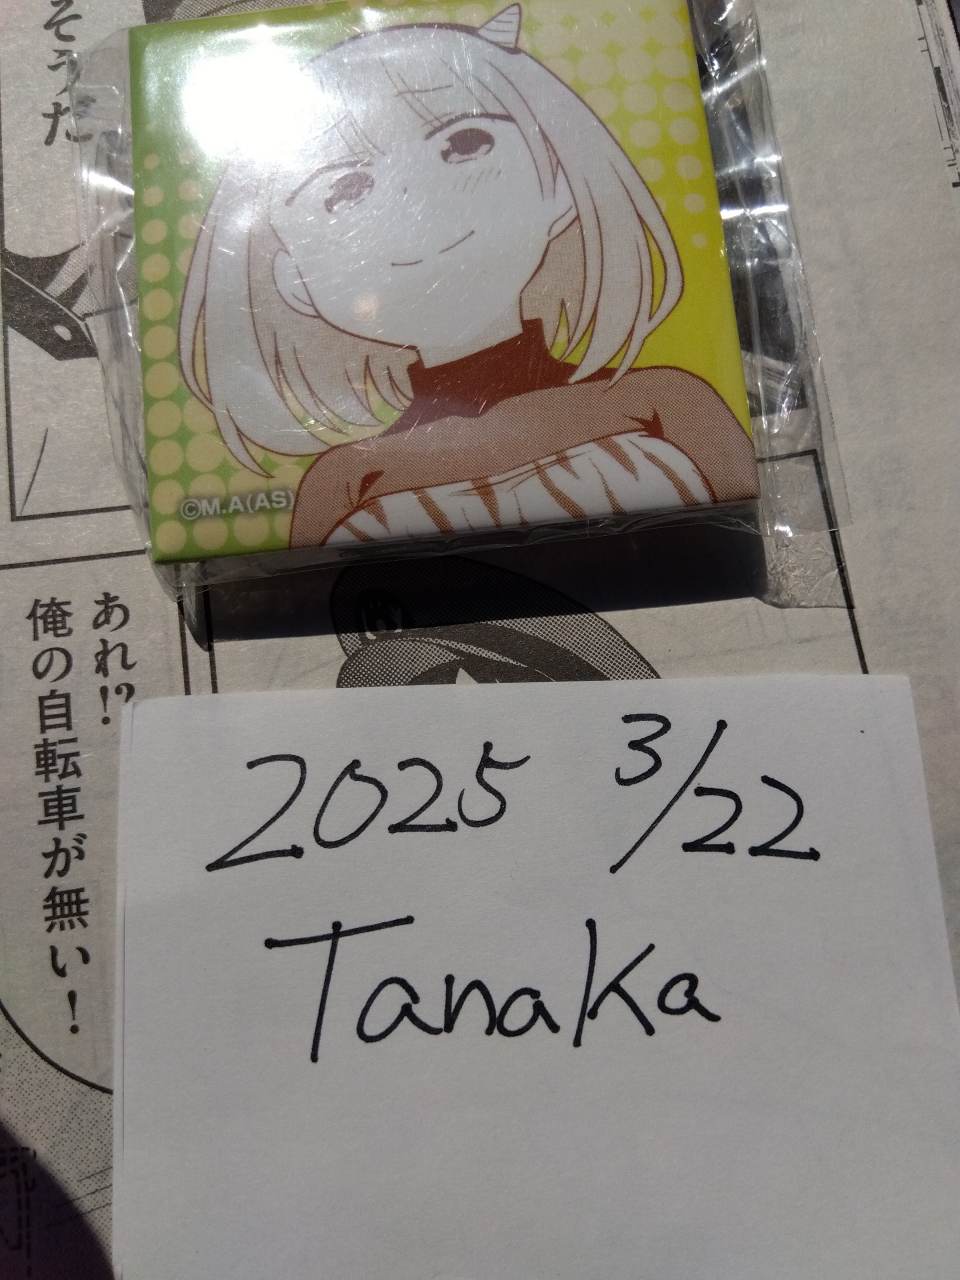 そうだ
©M.A(AS)
あれ!?
俺の自転車が無い!
2025 3/22
Tanaka